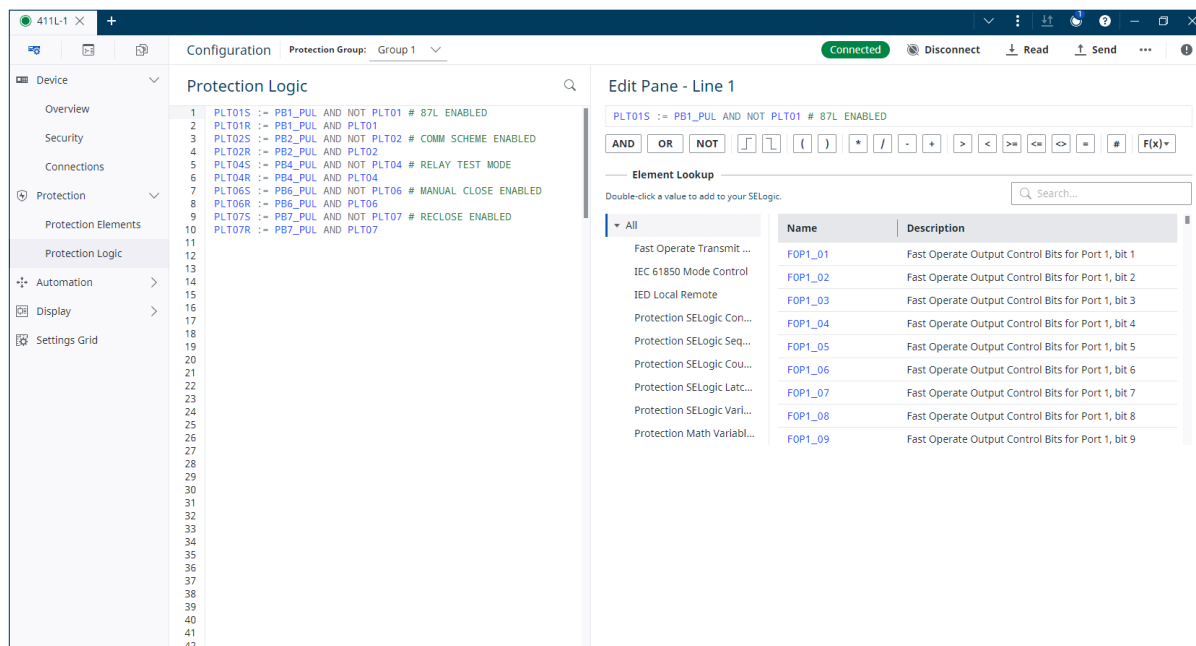 411L-1
1
Configuration
Protection Group: Group 1
Connected
Disconnect
Read
Send
Device
Overview
Security
Connections
Protection
Protection Elements
Protection Logic
Automation
Display
Settings Grid
Protection Logic
1 PLT01S := PB1_PUL AND NOT PLT01 # 87L ENABLED
2 PLT01R := PB1_PUL AND PLT01
3 PLT02S := PB2_PUL AND NOT PLT02 # COMM SCHEME ENABLED
4 PLT02R := PB2_PUL AND PLT02
5 PLT04S := PB4_PUL AND NOT PLT04 # RELAY TEST MODE
6 PLT04R := PB4_PUL AND PLT04
7 PLT06S := PB6_PUL AND NOT PLT06 # MANUAL CLOSE ENABLED
8 PLT06R := PB6_PUL AND PLT06
9 PLT07S := PB7_PUL AND NOT PLT07 # RECLOSE ENABLED
10 PLT07R := PB7_PUL AND PLT07
11
12
13
14
15
16
17
18
19
20
21
22
23
24
25
26
27
28
29
30
31
32
33
34
35
36
37
38
39
40
41
42
Edit Pane - Line 1
PLT01S := PB1_PUL AND NOT PLT01 # 87L ENABLED
AND OR NOT ( ) * / - + > < >= <= <> = # F(x)
Element Lookup
Double-click a value to add to your SELogic.
Search...
All
Fast Operate Transmit ...
IEC 61850 Mode Control
IED Local Remote
Protection SELogic Con...
Protection SELogic Seq...
Protection SELogic Cou...
Protection SELogic Latc...
Protection SELogic Vari...
Protection Math Variabl...
Name Description
FOP1_01 Fast Operate Output Control Bits for Port 1, bit 1
FOP1_02 Fast Operate Output Control Bits for Port 1, bit 2
FOP1_03 Fast Operate Output Control Bits for Port 1, bit 3
FOP1_04 Fast Operate Output Control Bits for Port 1, bit 4
FOP1_05 Fast Operate Output Control Bits for Port 1, bit 5
FOP1_06 Fast Operate Output Control Bits for Port 1, bit 6
FOP1_07 Fast Operate Output Control Bits for Port 1, bit 7
FOP1_08 Fast Operate Output Control Bits for Port 1, bit 8
FOP1_09 Fast Operate Output Control Bits for Port 1, bit 9